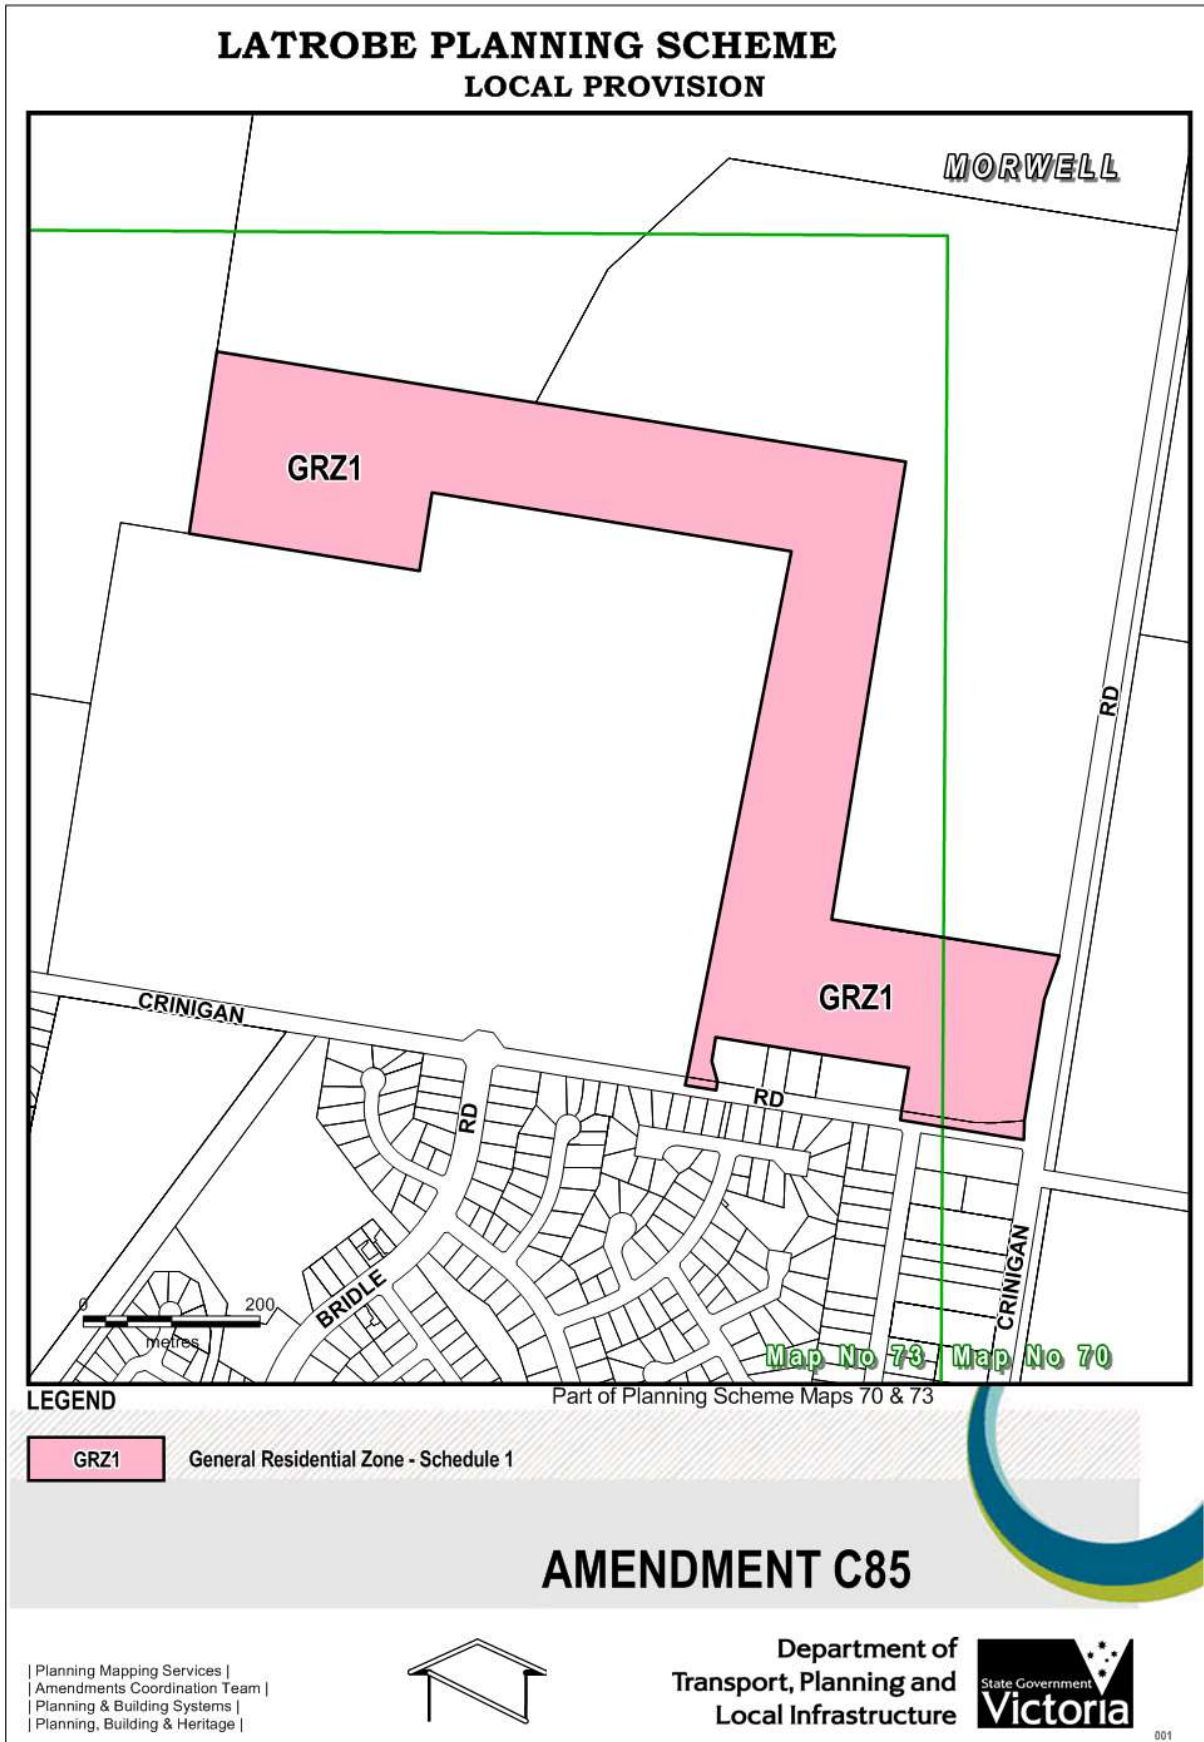 LATROBE PLANNING SCHEME
LOCAL PROVISION
MORWELL
GRZ1
RD
GRZ1
CRINIGAN
RD
RD
CRINIGAN
BRIDLE
0 200
metres
Map No 73 Map No 70
LEGEND
Part of Planning Scheme Maps 70 & 73
GRZ1 General Residential Zone - Schedule 1
AMENDMENT C85
| Planning Mapping Services |
| Amendments Coordination Team |
| Planning & Building Systems |
| Planning, Building & Heritage |
Department of
Transport, Planning and
Local Infrastructure
State Government
Victoria
001